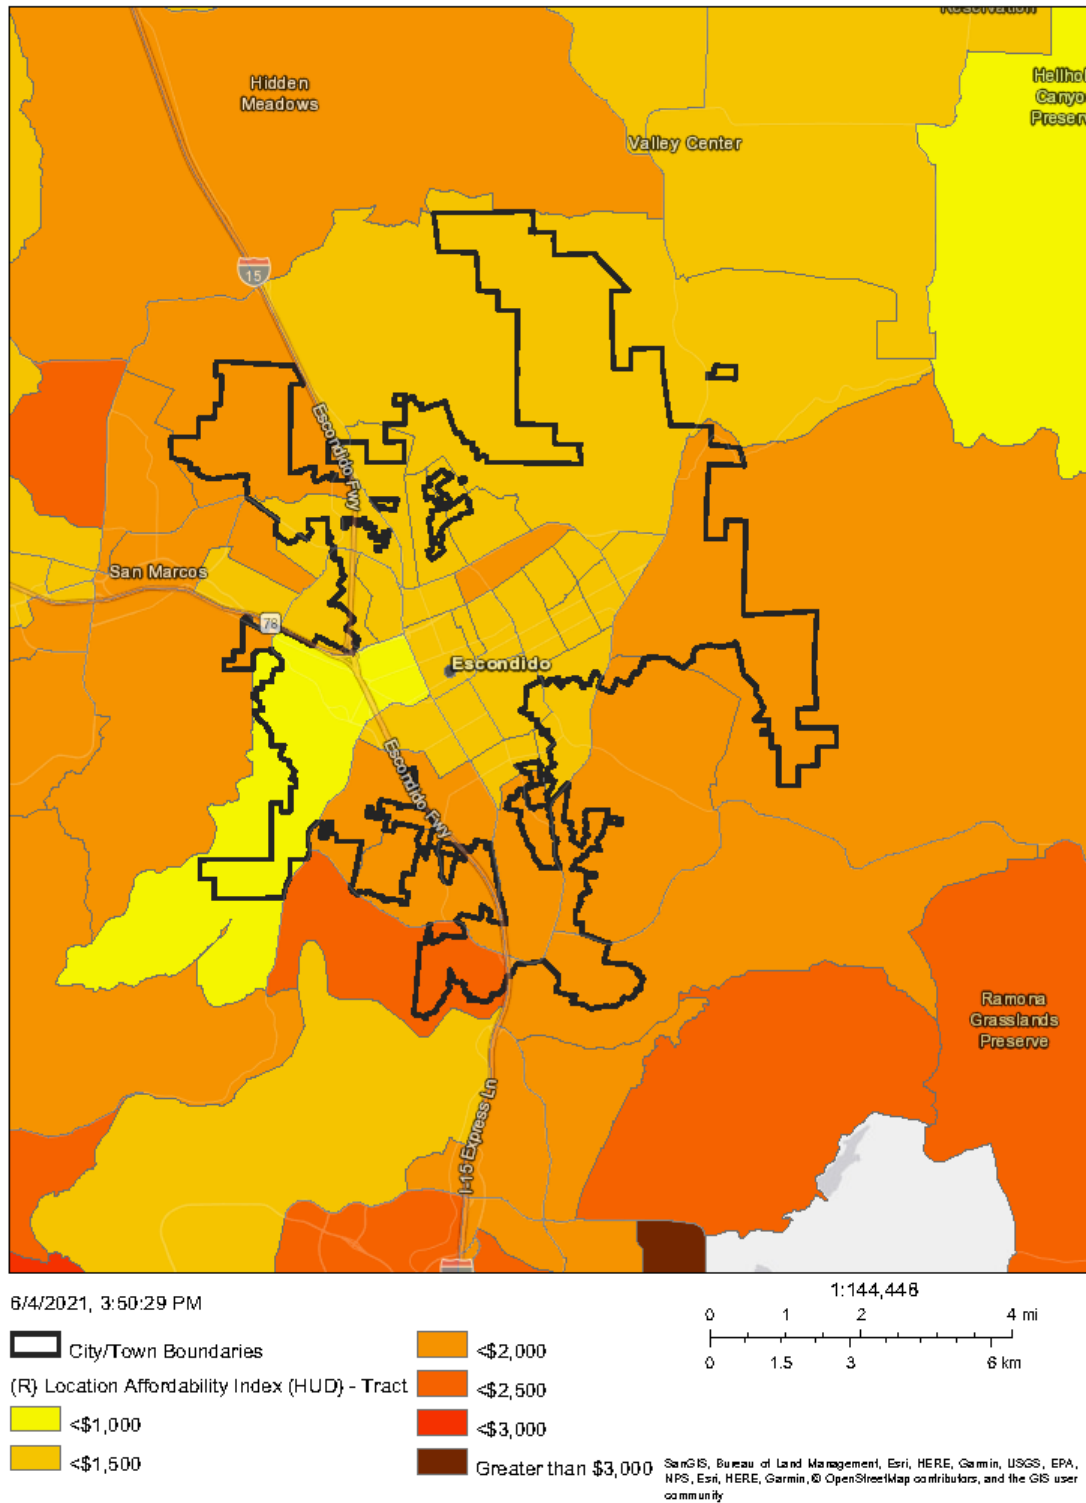 Reservation
Hidden
Meadows
Hellhol
Canyo
Preserv
Valley Center
15
Escondido Fwy
San Marcos
78
Escondido
Escondido Fwy
Ramona
Grasslands
Preserve
I-15 Express Ln
6/4/2021, 3:50:29 PM
City/Town Boundaries
(R) Location Affordability Index (HUD) - Tract
<$1,000
<$1,500
<$2,000
<$2,500
<$3,000
Greater than $3,000
1:144,448
0 1 2 4 mi
0 1.5 3 6 km
SanGIS, Bureau of Land Management, Esri, HERE, Garmin, USGS, EPA,
NPS, Esri, HERE, Garmin, © OpenStreetMap contributors, and the GIS user
community